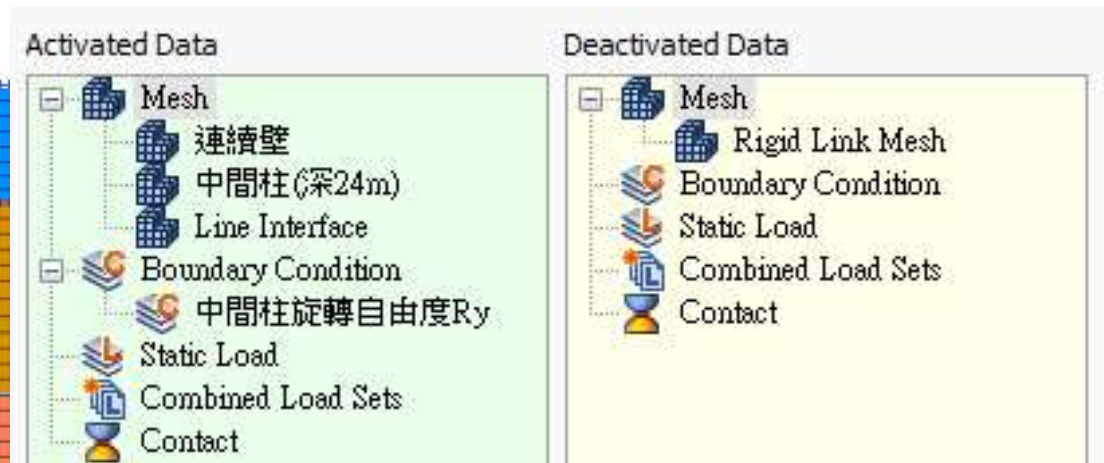 Activated Data
Mesh
連續壁
中間柱(深24m)
Line Interface
Boundary Condition
中間柱旋轉自由度Ry
Static Load
Combined Load Sets
Contact
Deactivated Data
Mesh
Rigid Link Mesh
Boundary Condition
Static Load
Combined Load Sets
Contact